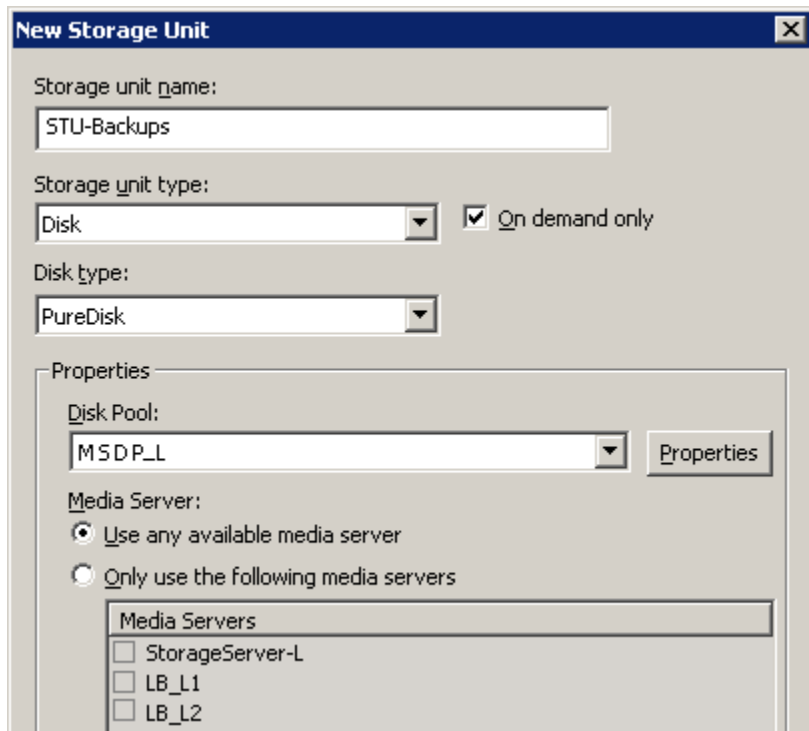 New Storage Unit
Storage unit name:
STU-Backups
Storage unit type:
Disk
On demand only
Disk type:
PureDisk
Properties
Disk Pool:
MSDP_L
Properties
Media Server:
Use any available media server
Only use the following media servers
Media Servers
StorageServer-L
LB_L1
LB_L2